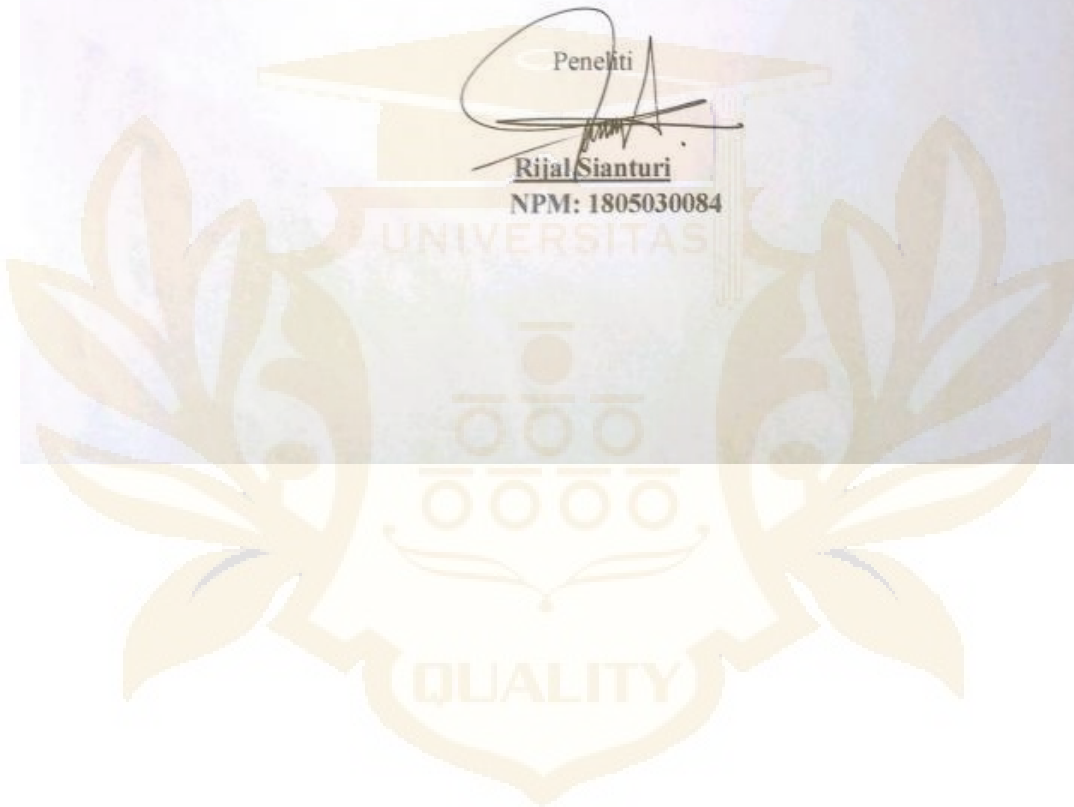 Peneliti
Rijal Sianturi
NPM: 1805030084
UNIVERSITAS
QUALITY